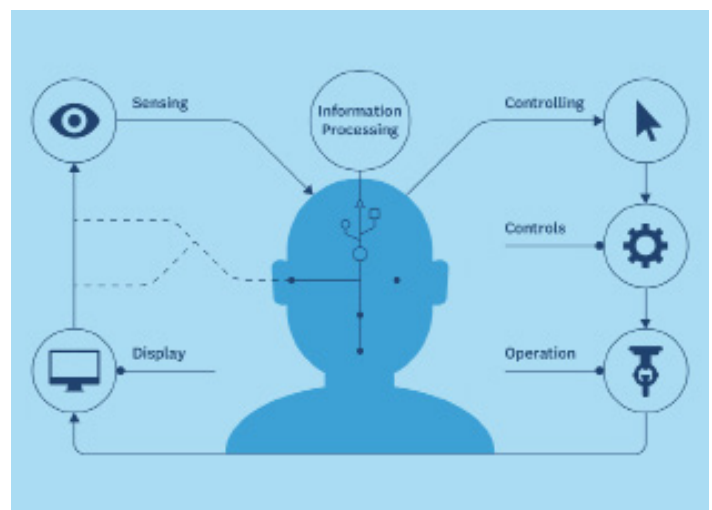 Sensing
Information
Processing
Controlling
Controls
Display
Operation